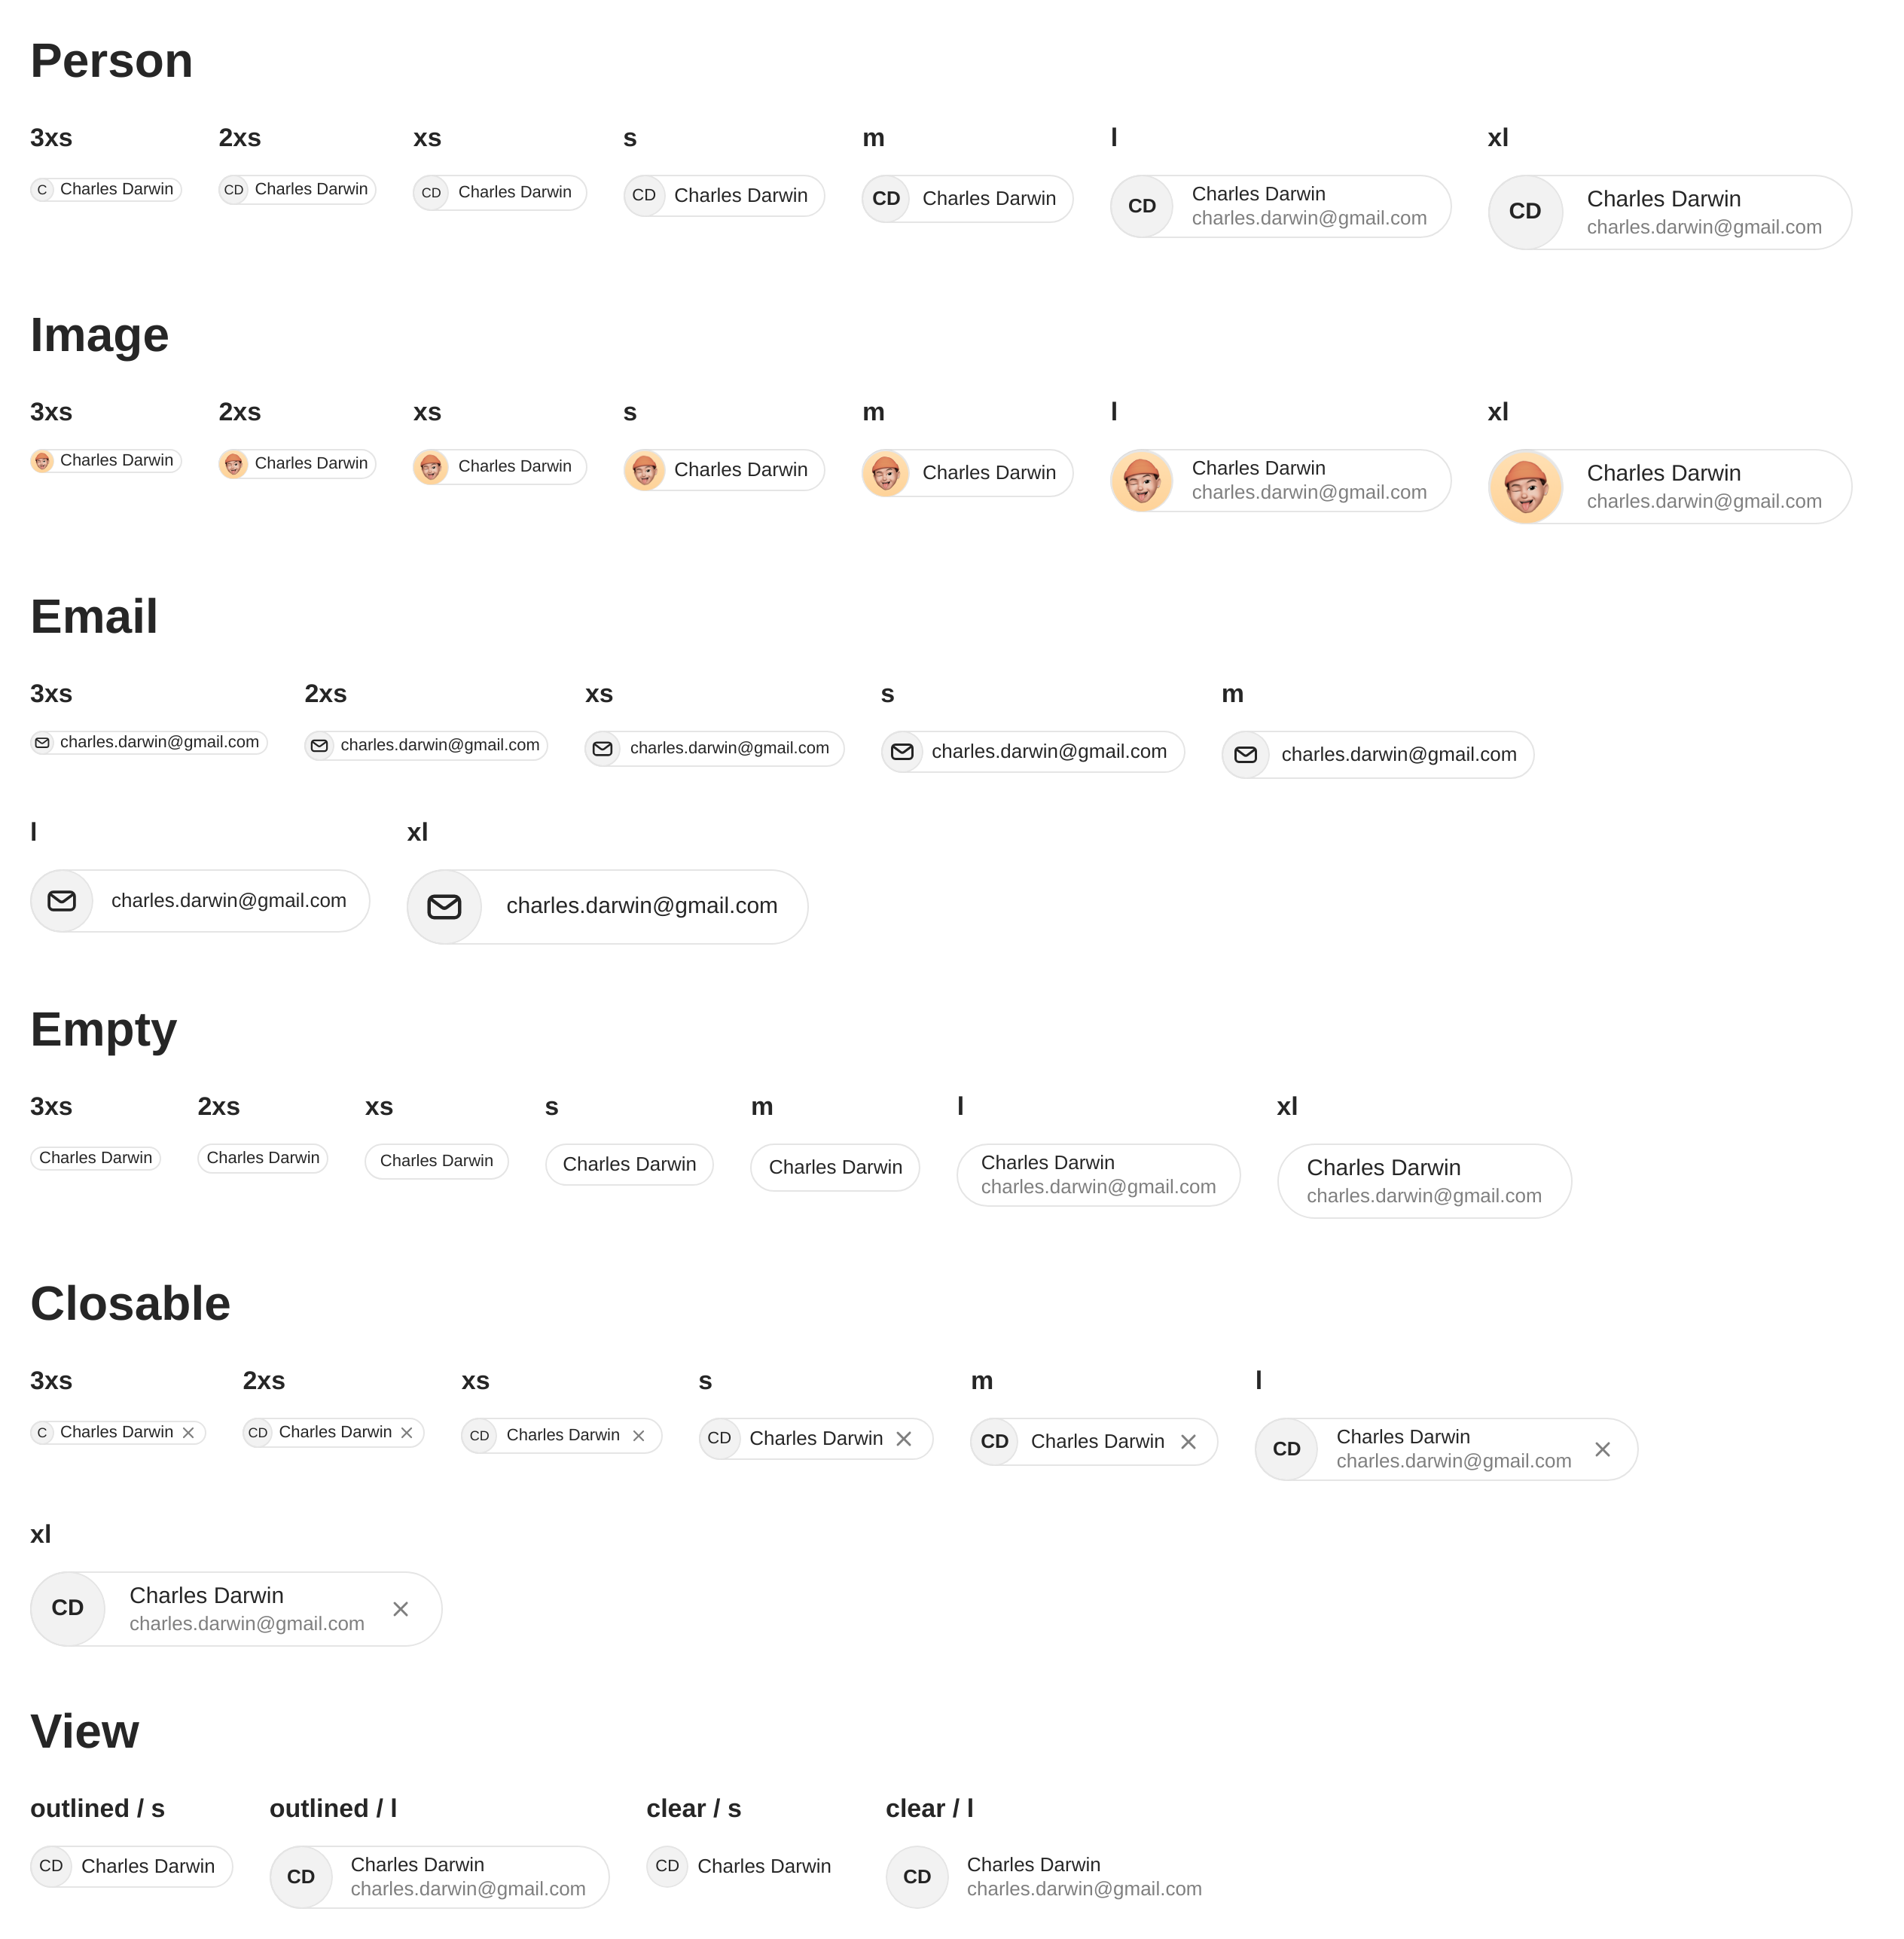 Person
3xs 2xs xs s m l xl
C Charles Darwin CD Charles Darwin CD Charles Darwin CD Charles Darwin CD Charles Darwin CD Charles Darwin CD Charles Darwin
charles.darwin@gmail.com charles.darwin@gmail.com
Image
3xs 2xs xs s m l xl
Charles Darwin Charles Darwin Charles Darwin Charles Darwin Charles Darwin Charles Darwin Charles Darwin
charles.darwin@gmail.com charles.darwin@gmail.com
Email
3xs 2xs xs s m
charles.darwin@gmail.com charles.darwin@gmail.com charles.darwin@gmail.com charles.darwin@gmail.com charles.darwin@gmail.com
l xl
charles.darwin@gmail.com charles.darwin@gmail.com
Empty
3xs 2xs xs s m l xl
Charles Darwin Charles Darwin Charles Darwin Charles Darwin Charles Darwin Charles Darwin Charles Darwin
charles.darwin@gmail.com charles.darwin@gmail.com
Closable
3xs 2xs xs s m l
C Charles Darwin CD Charles Darwin CD Charles Darwin CD Charles Darwin CD Charles Darwin CD Charles Darwin
charles.darwin@gmail.com
xl
CD Charles Darwin
charles.darwin@gmail.com
View
outlined / s outlined / l clear / s clear / l
CD Charles Darwin CD Charles Darwin CD Charles Darwin CD Charles Darwin
charles.darwin@gmail.com charles.darwin@gmail.com